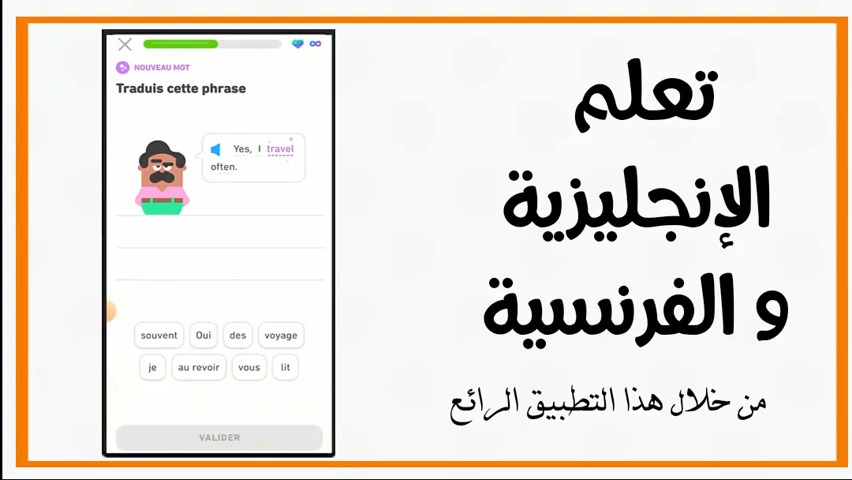 NOUVEAU MOT
Traduis cette phrase
Yes, I travel
often.
souvent Oui des voyage
je au revoir vous lit
VALIDER
تعلم
الإنجليزية
و الفرنسية
من خلال هذا التطبيق الرائع